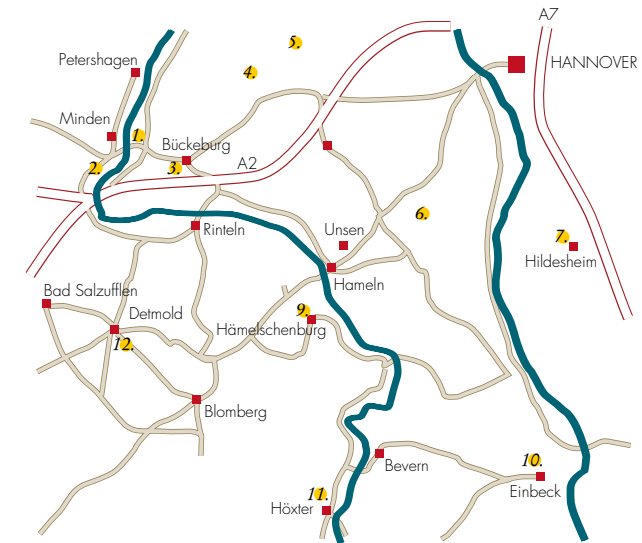 A7
5.
Petershagen
HANNOVER
4.
Minden
1.
Bückeburg
2.
3.
A2
6.
Rinteln
Unsen
7.
Hildesheim
Hameln
Bad Salzufflen
Detmold
9.
Hämelschenburg
12.
Blomberg
Bevern
10.
Einbeck
11.
Höxter